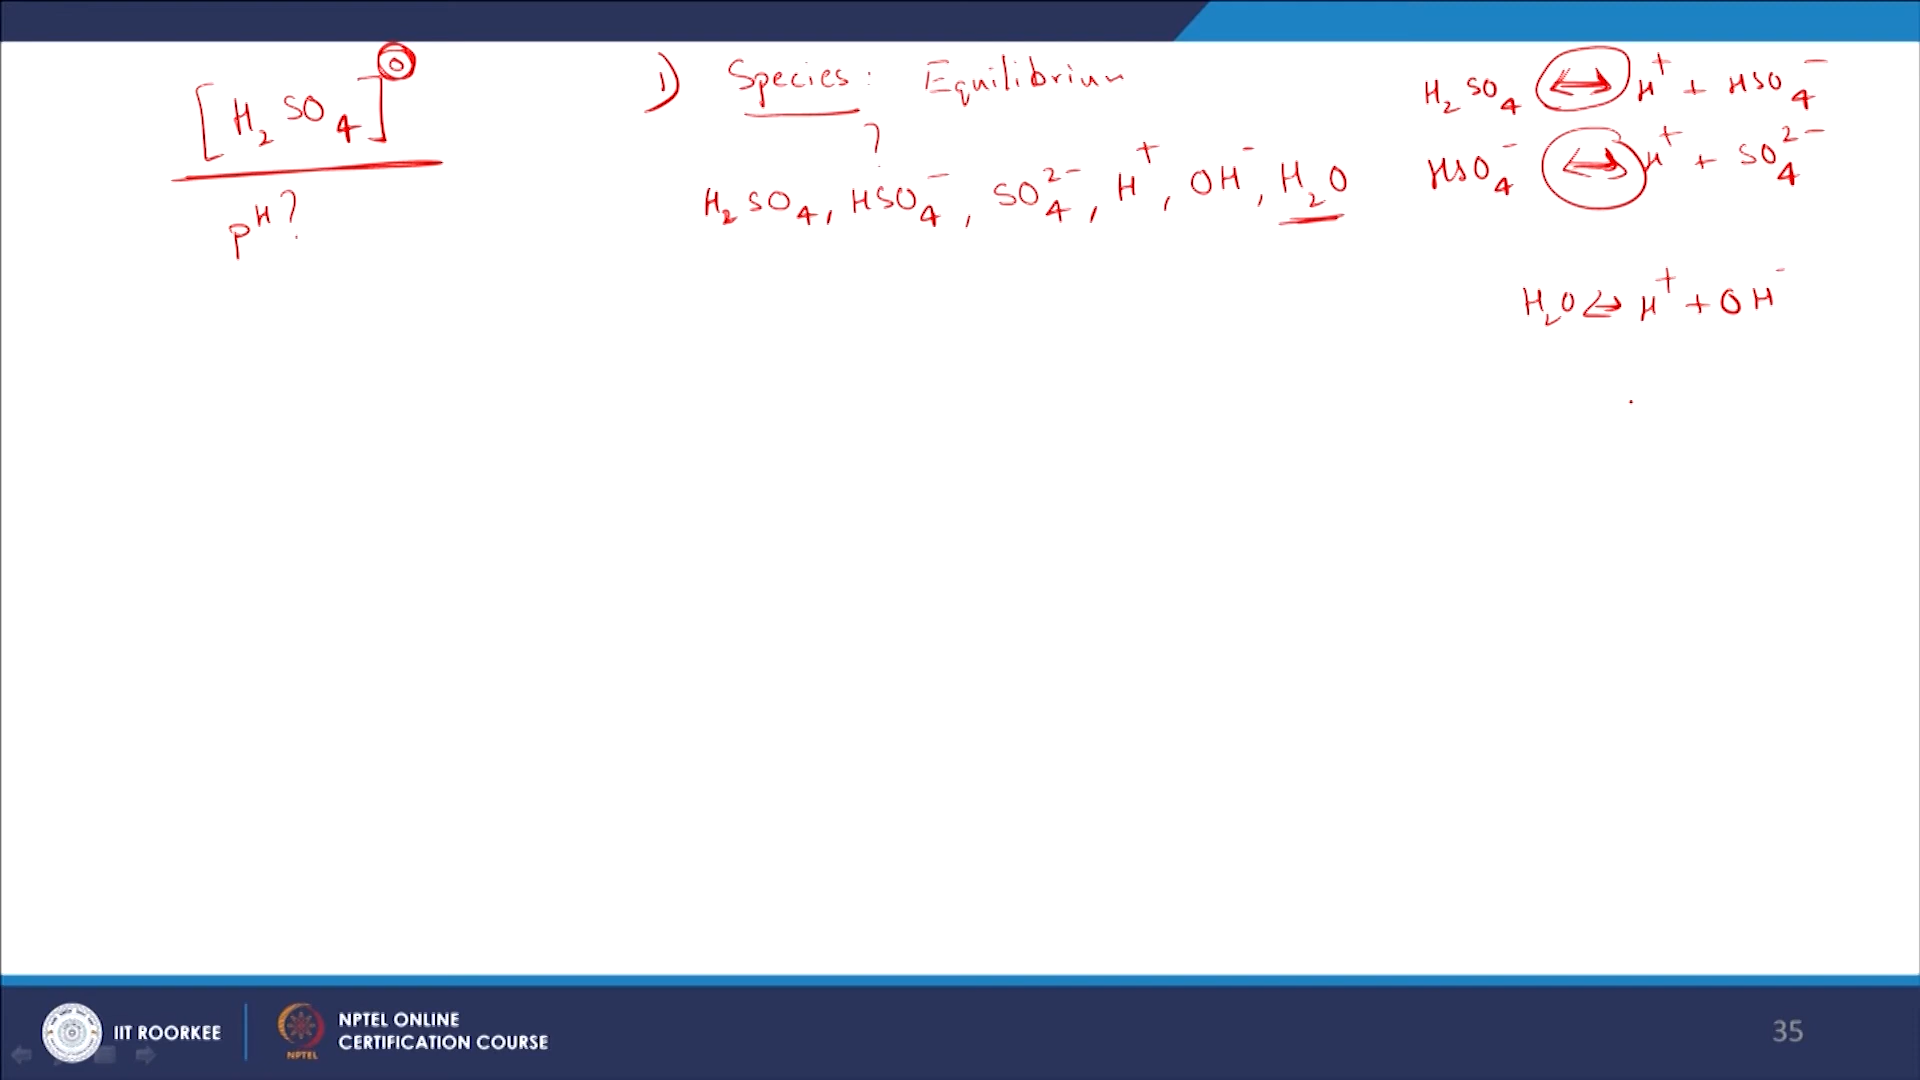 [H₂SO₄]⁰
pH?
1) Species: Equilibrium
?
H₂SO₄, HSO₄⁻, SO₄²⁻, H⁺, OH⁻, H₂O
H₂SO₄ ⟷ H⁺ + HSO₄⁻
HSO₄⁻ ⟷ H⁺ + SO₄²⁻
H₂O ⟷ H⁺ + OH⁻
IIT ROORKEE
NPTEL
NPTEL ONLINE
CERTIFICATION COURSE
35